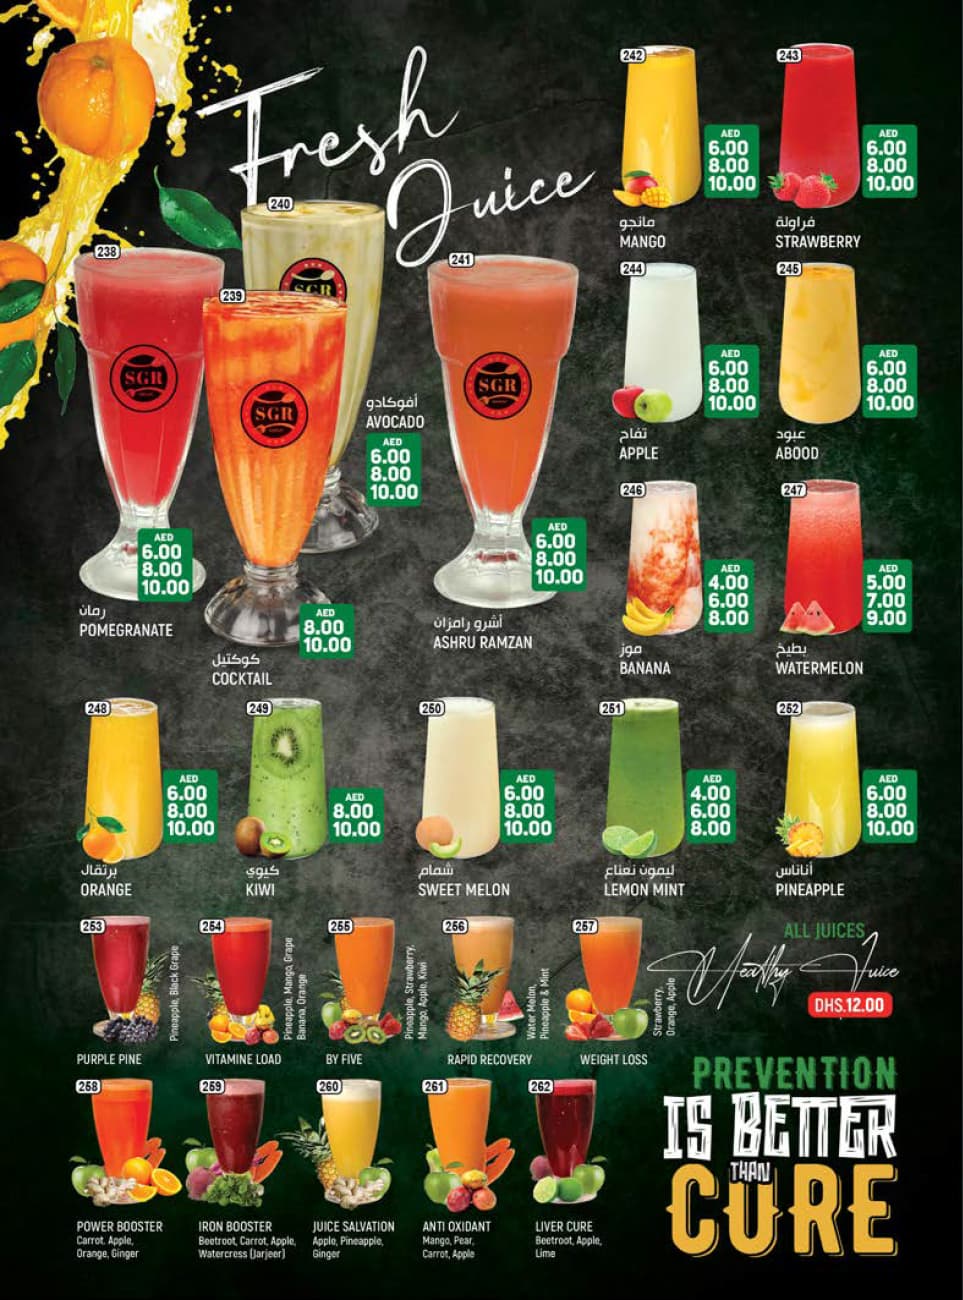 Fresh
Juice
238
SGR
AED
6.00
8.00
10.00
رمان
POMEGRANATE
239
SGR
AED
8.00
10.00
كوكتيل
COCKTAIL
240
SGR
أفوكادو
AVOCADO
AED
6.00
8.00
10.00
241
SGR
AED
6.00
8.00
10.00
أشرو رامزان
ASHRU RAMZAN
242
AED
6.00
8.00
10.00
مانجو
MANGO
243
AED
6.00
8.00
10.00
فراولة
STRAWBERRY
244
AED
6.00
8.00
10.00
تفاح
APPLE
245
AED
6.00
8.00
10.00
عبود
ABOOD
246
AED
4.00
6.00
8.00
موز
BANANA
247
AED
5.00
7.00
9.00
بطيخ
WATERMELON
248
AED
6.00
8.00
10.00
برتقال
ORANGE
249
AED
8.00
10.00
كيوي
KIWI
250
AED
6.00
8.00
10.00
شمام
SWEET MELON
251
AED
4.00
6.00
8.00
ليمون نعناع
LEMON MINT
252
AED
6.00
8.00
10.00
أناناس
PINEAPPLE
253
Pineapple, Black Grape
PURPLE PINE
254
Pineapple, Mango, Grape
Banana, Orange
VITAMINE LOAD
255
Pineapple, Strawberry,
Mango, Apple, Kiwi
BY FIVE
256
Water Melon,
Pineapple & Mint
RAPID RECOVERY
257
Strawberry,
Orange, Apple
WEIGHT LOSS
ALL JUICES
Healthy Juice
DHS.12.00
258
POWER BOOSTER
Carrot, Apple,
Orange, Ginger
259
IRON BOOSTER
Beetroot, Carrot, Apple,
Watercress (Jarjeer)
260
JUICE SALVATION
Apple, Pineapple,
Ginger
261
ANTI OXIDANT
Mango, Pear,
Carrot, Apple
262
LIVER CURE
Beetroot, Apple,
Lime
PREVENTION
IS BETTER
THAN
CURE